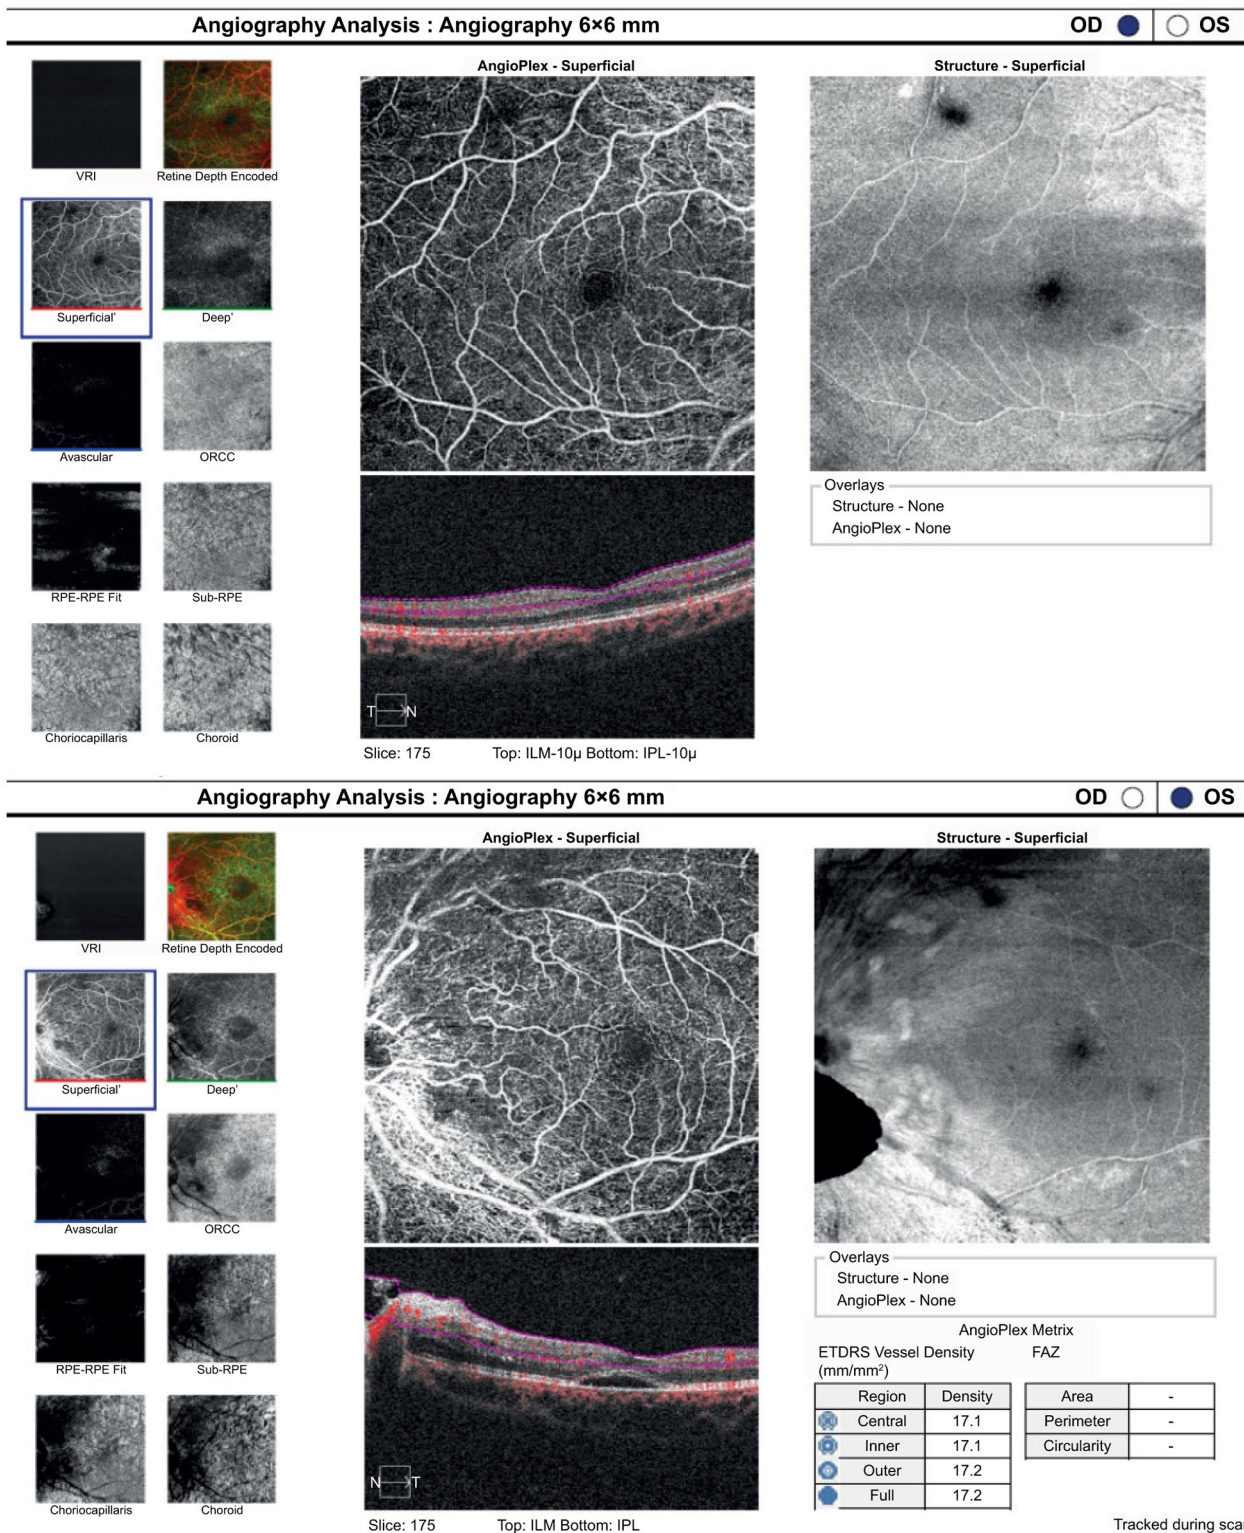 Angiography Analysis : Angiography 6×6 mm
OD OS
AngioPlex - Superficial
Structure - Superficial
VRI
Retine Depth Encoded
Superficial'
Deep'
Avascular
ORCC
RPE-RPE Fit
Sub-RPE
Choriocapillaris
Choroid
Overlays
Structure - None
AngioPlex - None
T N
Slice: 175
Top: ILM-10µ Bottom: IPL-10µ
Angiography Analysis : Angiography 6×6 mm
OD OS
AngioPlex - Superficial
Structure - Superficial
VRI
Retine Depth Encoded
Superficial'
Deep'
Avascular
ORCC
RPE-RPE Fit
Sub-RPE
Choriocapillaris
Choroid
N T
Slice: 175
Top: ILM Bottom: IPL
Overlays
Structure - None
AngioPlex - None
AngioPlex Metrix
ETDRS Vessel Density
(mm/mm²)
FAZ
Region Density
Central 17.1
Inner 17.1
Outer 17.2
Full 17.2
Area -
Perimeter -
Circularity -
Tracked during scan